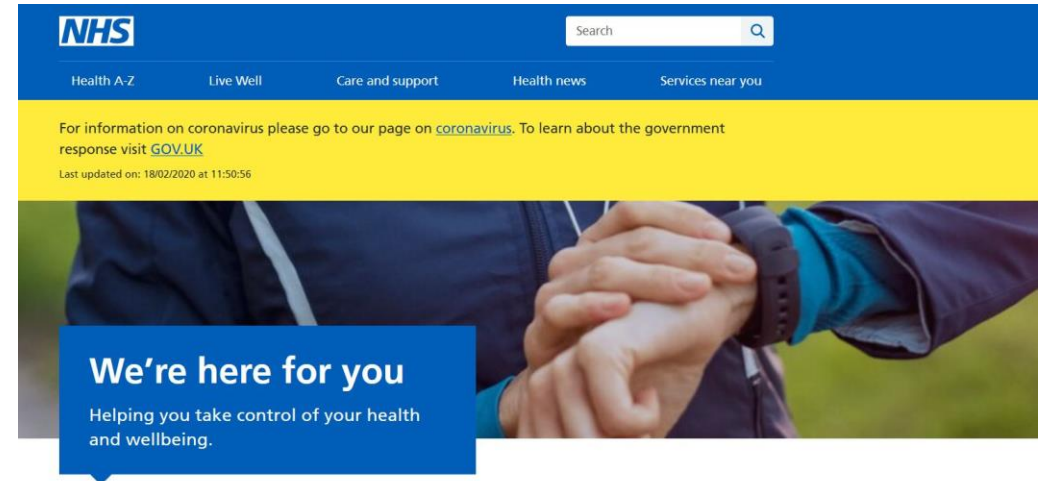 NHS
Search
Health A-Z Live Well Care and support Health news Services near you
For information on coronavirus please go to our page on coronavirus. To learn about the government
response visit GOV.UK
Last updated on: 18/02/2020 at 11:50:56
We're here for you
Helping you take control of your health
and wellbeing.